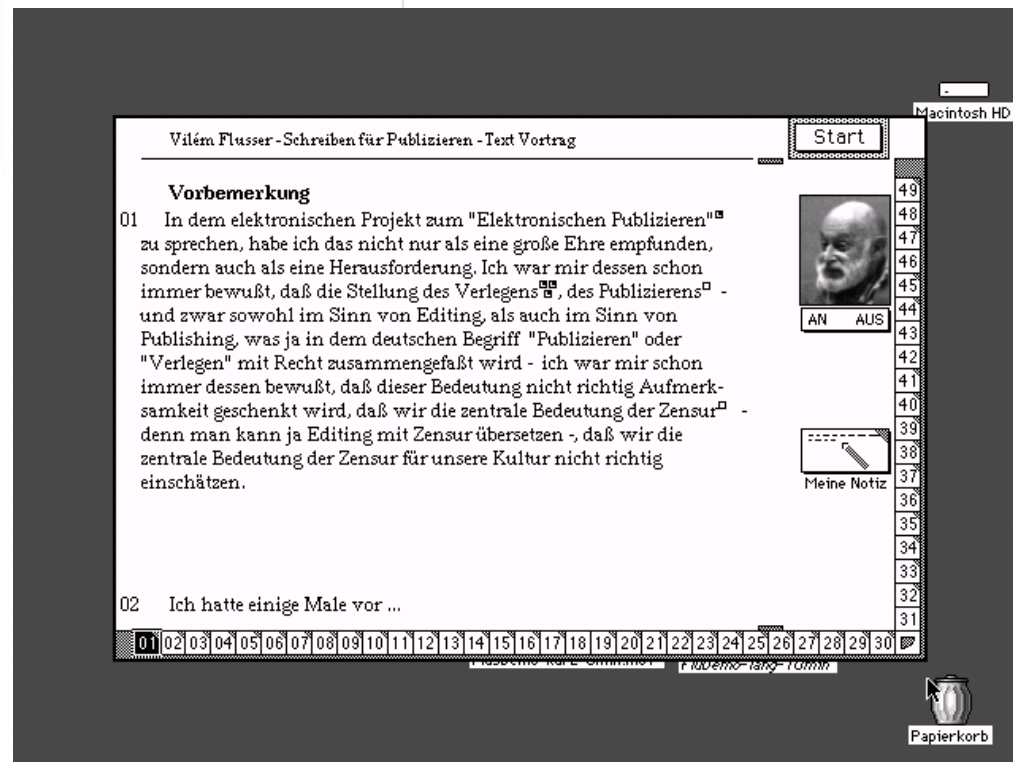 Macintosh HD
Vilém Flusser - Schreiben für Publizieren - Text Vortrag
Start
Vorbemerkung
01 In dem elektronischen Projekt zum "Elektronischen Publizieren"
zu sprechen, habe ich das nicht nur als eine große Ehre empfunden,
sondern auch als eine Herausforderung. Ich war mir dessen schon
immer bewußt, daß die Stellung des Verlegens, des Publizierens -
und zwar sowohl im Sinn von Editing, als auch im Sinn von
Publishing, was ja in dem deutschen Begriff "Publizieren" oder
"Verlegen" mit Recht zusammengefaßt wird - ich war mir schon
immer dessen bewußt, daß dieser Bedeutung nicht richtig Aufmerk-
samkeit geschenkt wird, daß wir die zentrale Bedeutung der Zensur -
denn man kann ja Editing mit Zensur übersetzen -, daß wir die
zentrale Bedeutung der Zensur für unsere Kultur nicht richtig
einschätzen.
02 Ich hatte einige Male vor ...
AN AUS
Meine Notiz
49
48
47
46
45
44
43
42
41
40
39
38
37
36
35
34
33
32
31
01 02 03 04 05 06 07 08 09 10 11 12 13 14 15 16 17 18 19 20 21 22 23 24 25 26 27 28 29 30
Papierkorb